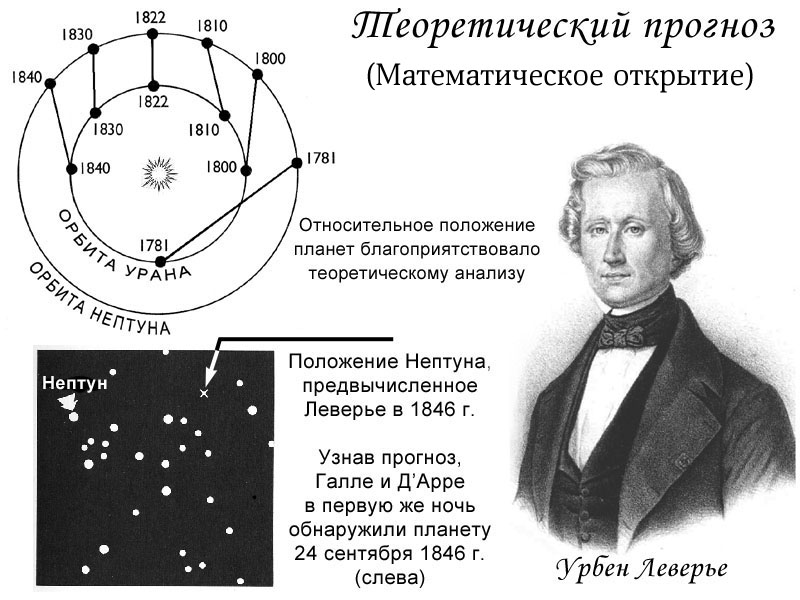 Теоретический прогноз
(Математическое открытие)
1822
1830
1810
1840
1800
1822
1830
1810
1840
1800
1781
1781
ОРБИТА УРАНА
ОРБИТА НЕПТУНА
Относительное положение
планет благоприятствовало
теоретическому анализу
Нептун
Положение Нептуна,
предвычисленное
Леверье в 1846 г.
Узнав прогноз,
Галле и Д’Арре
в первую же ночь
обнаружили планету
24 сентября 1846 г.
(слева)
Урбен Леверье